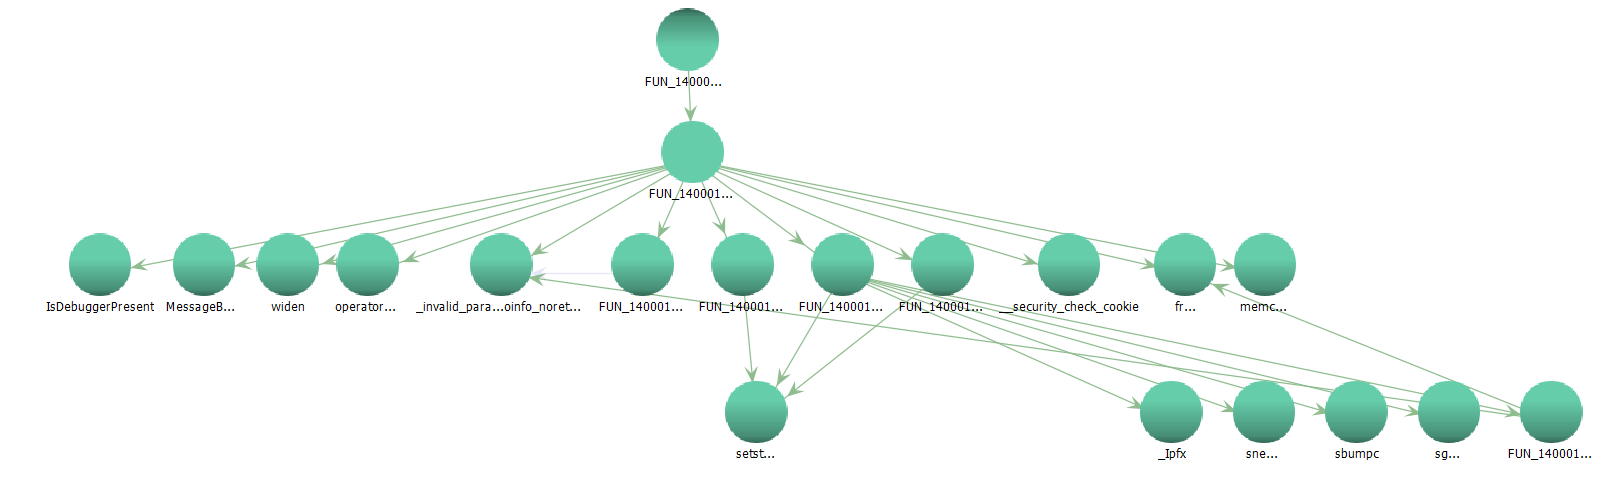 FUN_14000...
FUN_140001...
IsDebuggerPresent
MessageB...
widen
operator...
_invalid_para...oinfo_noret...
FUN_140001...
FUN_140001...
FUN_140001...
FUN_140001...
__security_check_cookie
fr...
memc...
setst...
_Ipfx
sne...
sbumpc
sg...
FUN_140001...